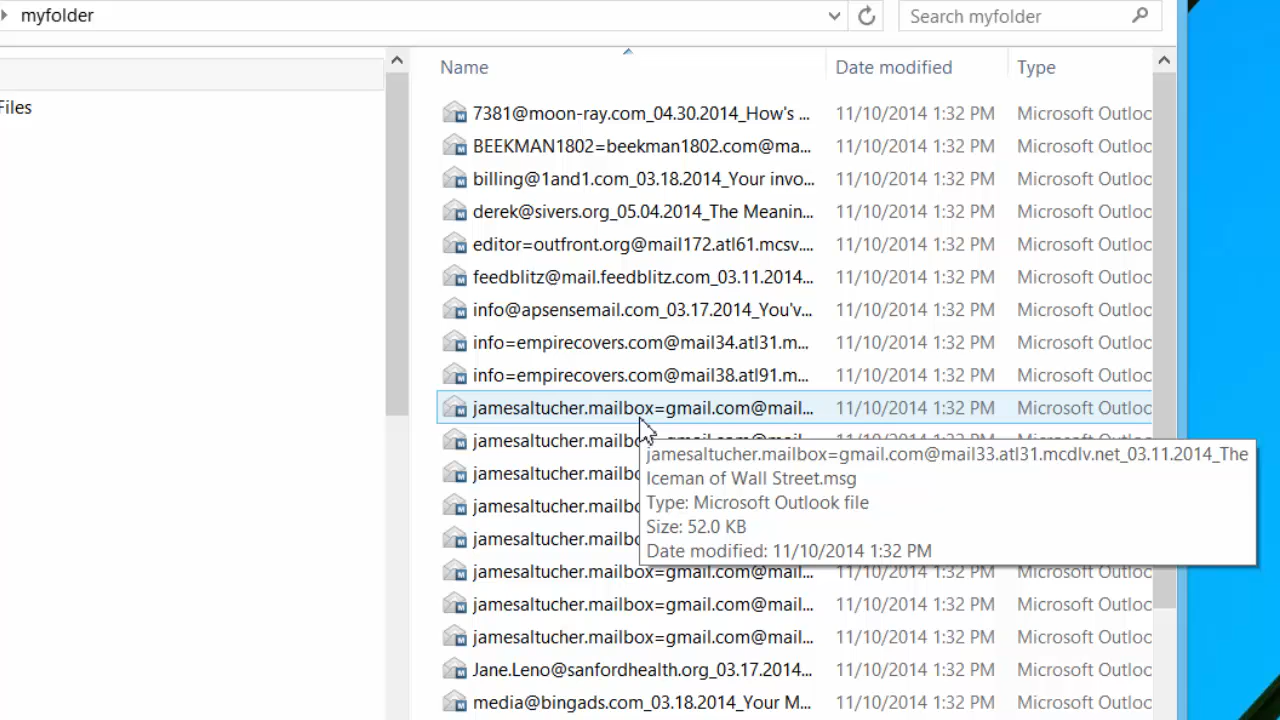 myfolder
Search myfolder
Name Date modified Type
Files
7381@moon-ray.com_04.30.2014_How's ... 11/10/2014 1:32 PM Microsoft Outloc
BEEKMAN1802=beekman1802.com@ma... 11/10/2014 1:32 PM Microsoft Outloc
billing@1and1.com_03.18.2014_Your invo... 11/10/2014 1:32 PM Microsoft Outloc
derek@sivers.org_05.04.2014_The Meanin... 11/10/2014 1:32 PM Microsoft Outloc
editor=outfront.org@mail172.atl61.mcsv.... 11/10/2014 1:32 PM Microsoft Outloc
feedblitz@mail.feedblitz.com_03.11.2014... 11/10/2014 1:32 PM Microsoft Outloc
info@apsensemail.com_03.17.2014_You'v... 11/10/2014 1:32 PM Microsoft Outloc
info=empirecovers.com@mail34.atl31.m... 11/10/2014 1:32 PM Microsoft Outloc
info=empirecovers.com@mail38.atl91.m... 11/10/2014 1:32 PM Microsoft Outloc
jamesaltucher.mailbox=gmail.com@mail... 11/10/2014 1:32 PM Microsoft Outloc
jamesaltucher.mailbo
jamesaltucher.mailb
jamesaltucher.mailb
jamesaltucher.mailbo
jamesaltucher.mailbox=gmail.com@mail33.atl31.mcdlv.net_03.11.2014_The
Iceman of Wall Street.msg
Type: Microsoft Outlook file
Size: 52.0 KB
Date modified: 11/10/2014 1:32 PM
jamesaltucher.mailbox=gmail.com@mail... 11/10/2014 1:32 PM Microsoft Outloc
jamesaltucher.mailbox=gmail.com@mail... 11/10/2014 1:32 PM Microsoft Outloc
jamesaltucher.mailbox=gmail.com@mail... 11/10/2014 1:32 PM Microsoft Outloc
Jane.Leno@sanfordhealth.org_03.17.2014... 11/10/2014 1:32 PM Microsoft Outloc
media@bingads.com_03.18.2014_Your M... 11/10/2014 1:32 PM Microsoft Outloc